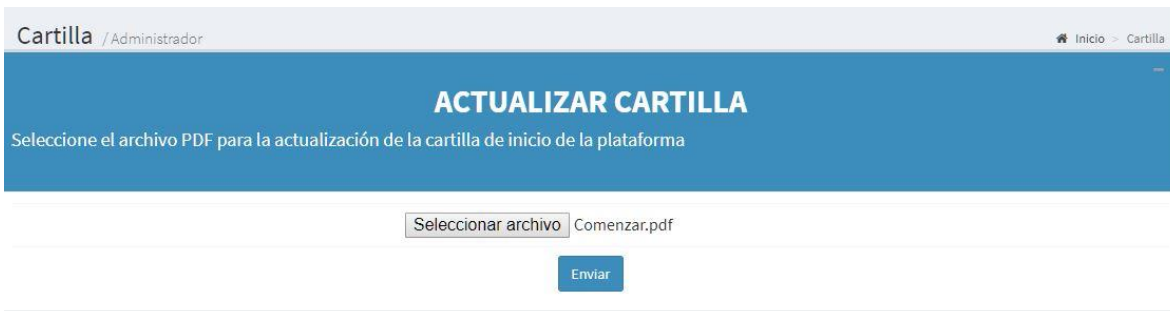 Cartilla / Administrador Inicio > Cartilla
ACTUALIZAR CARTILLA
Seleccione el archivo PDF para la actualización de la cartilla de inicio de la plataforma
Seleccionar archivo Comenzar.pdf
Enviar